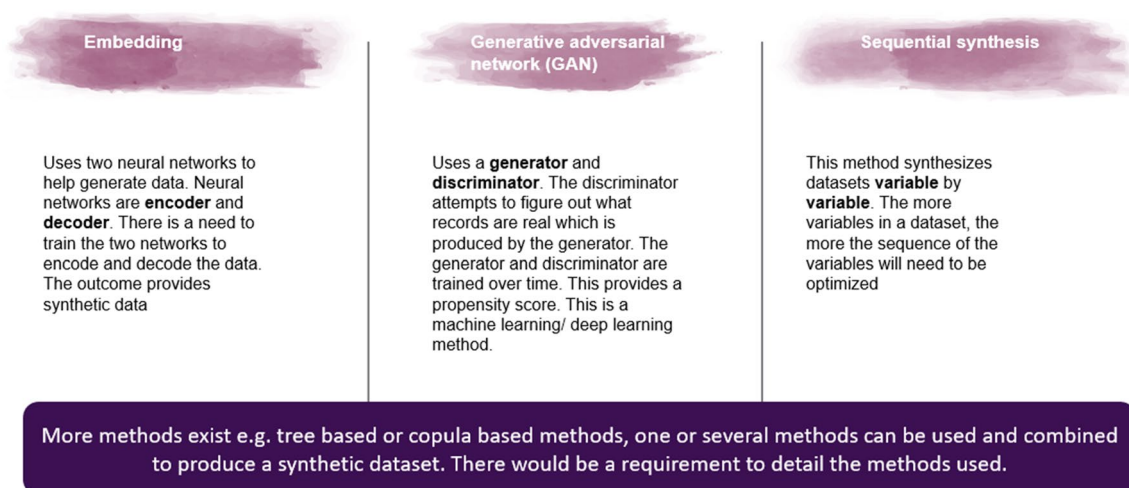 Embedding
Uses two neural networks to
help generate data. Neural
networks are encoder and
decoder. There is a need to
train the two networks to
encode and decode the data.
The outcome provides
synthetic data
Generative adversarial
network (GAN)
Uses a generator and
discriminator. The discriminator
attempts to figure out what
records are real which is
produced by the generator. The
generator and discriminator are
trained over time. This provides a
propensity score. This is a
machine learning/ deep learning
method.
Sequential synthesis
This method synthesizes
datasets variable by
variable. The more
variables in a dataset, the
more the sequence of the
variables will need to be
optimized
More methods exist e.g. tree based or copula based methods, one or several methods can be used and combined
to produce a synthetic dataset. There would be a requirement to detail the methods used.